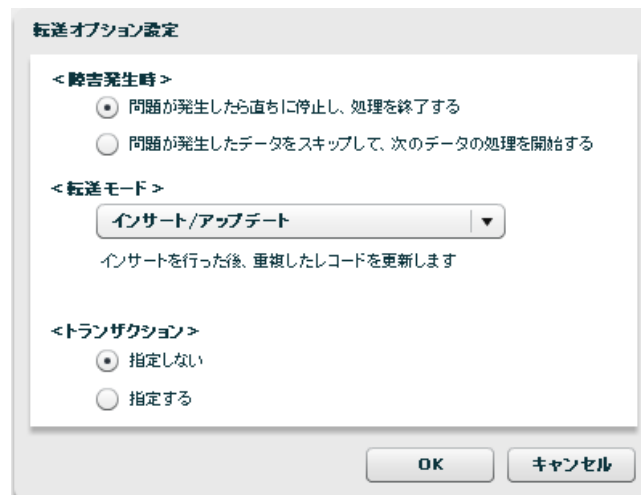 転送オプション設定
<障害発生時>
問題が発生したら直ちに停止し、処理を終了する
問題が発生したデータをスキップして、次のデータの処理を開始する
<転送モード>
インサート/アップデート
インサートを行った後、重複したレコードを更新します
<トランザクション>
指定しない
指定する
OK キャンセル